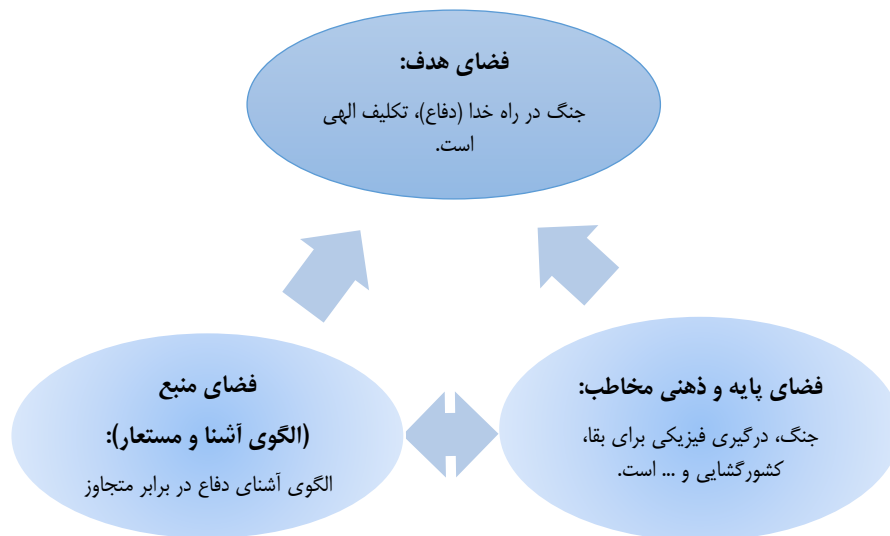 فضای هدف:
جنگ در راه خدا (دفاع)، تکلیف الهی
است.
فضای پایه و ذهنی مخاطب:
جنگ، درگیری فیزیکی برای بقا،
کشورگشایی و ... است.
فضای منبع
(الگوی آشنا و مستعار):
الگوی آشنای دفاع در برابر متجاوز